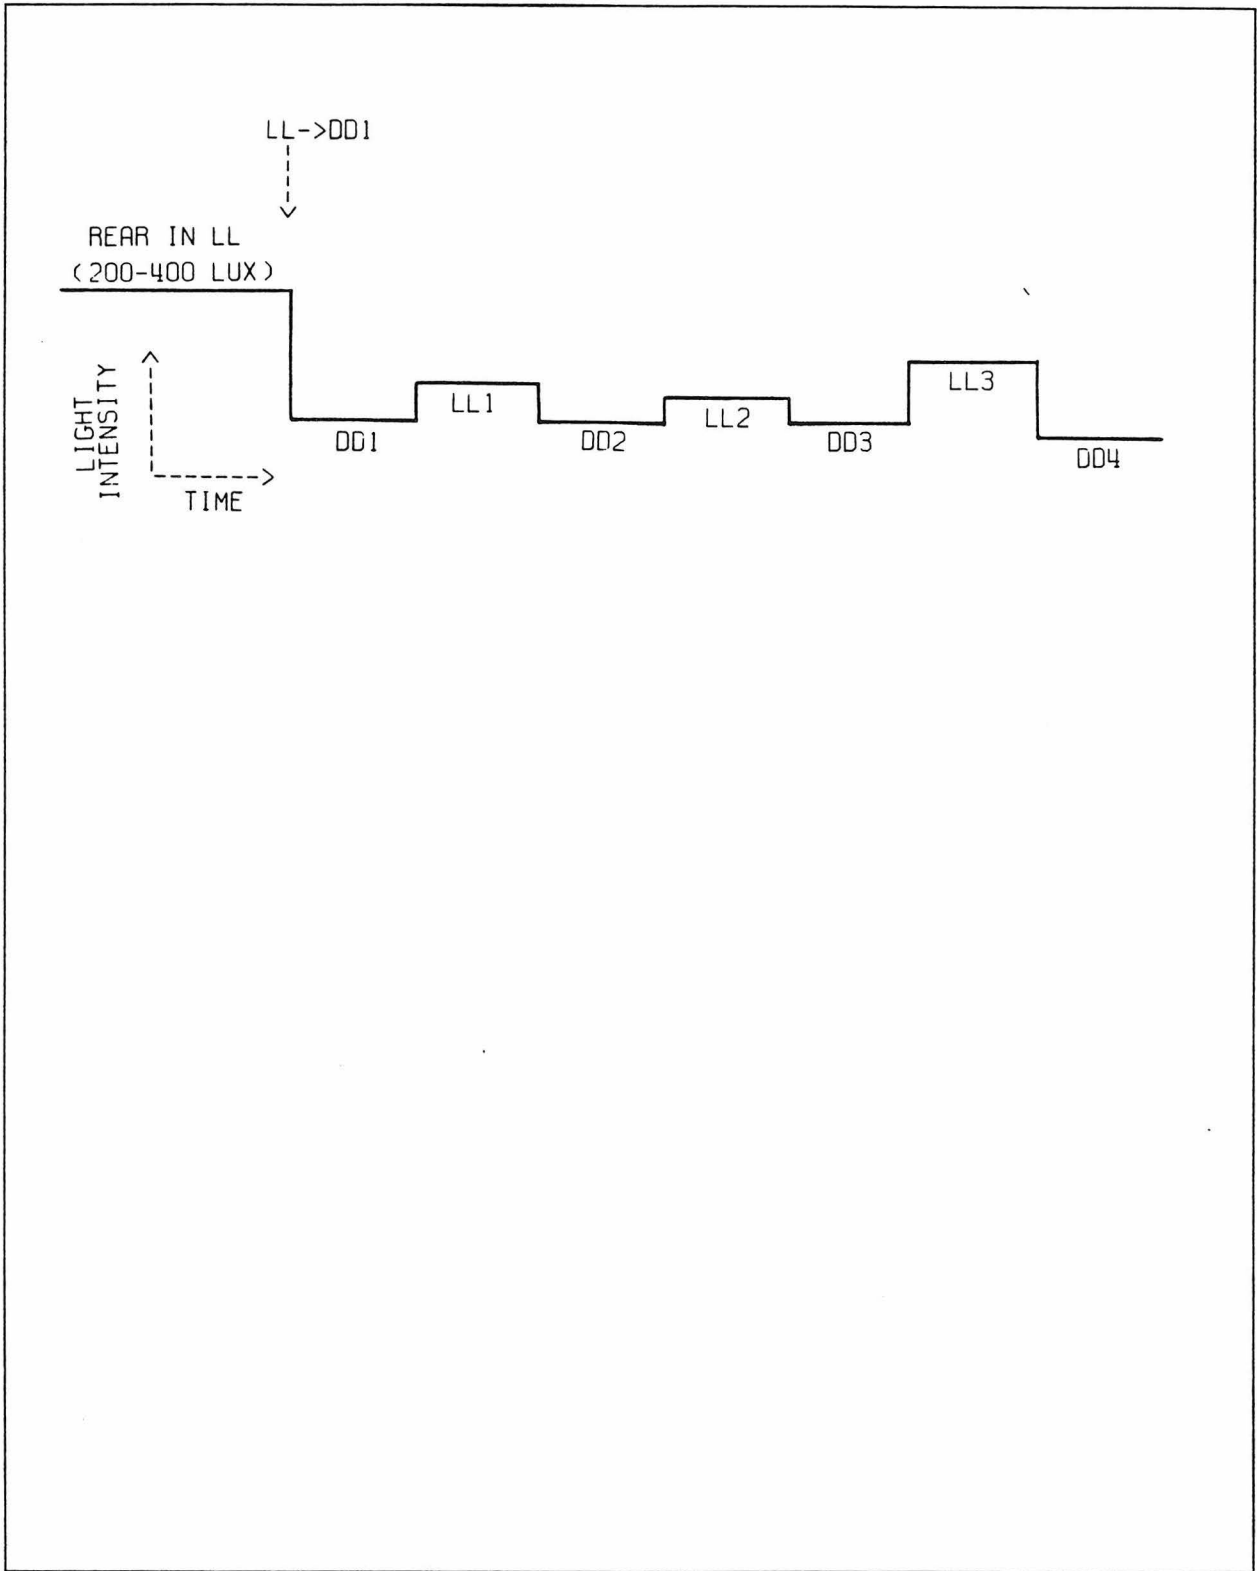 LL->DD1
REAR IN LL
(200-400 LUX)
LIGHT
INTENSITY
TIME
DD1
LL1
DD2
LL2
DD3
LL3
DD4